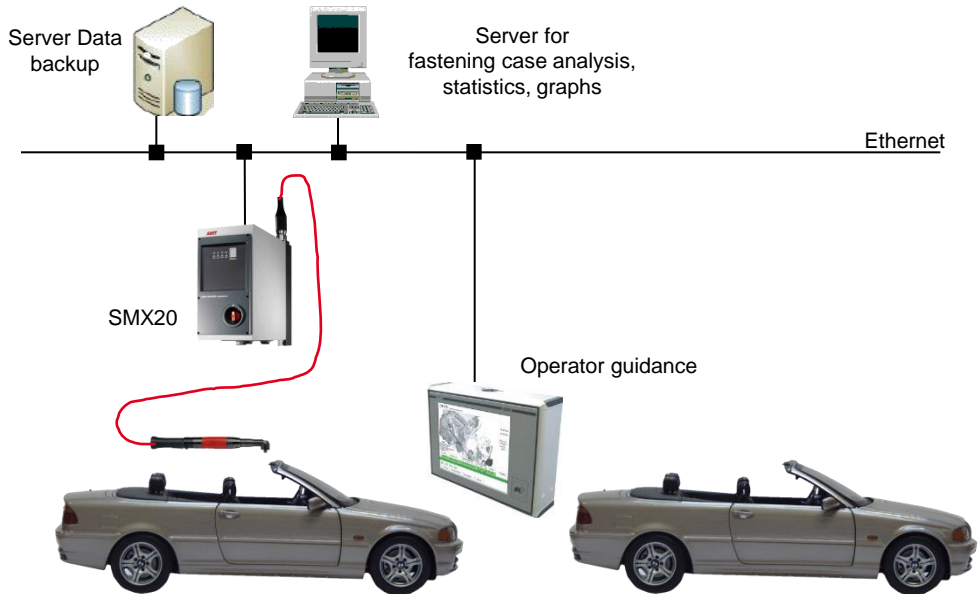 Server Data
backup
Server for
fastening case analysis,
statistics, graphs
Ethernet
SMX20
Operator guidance